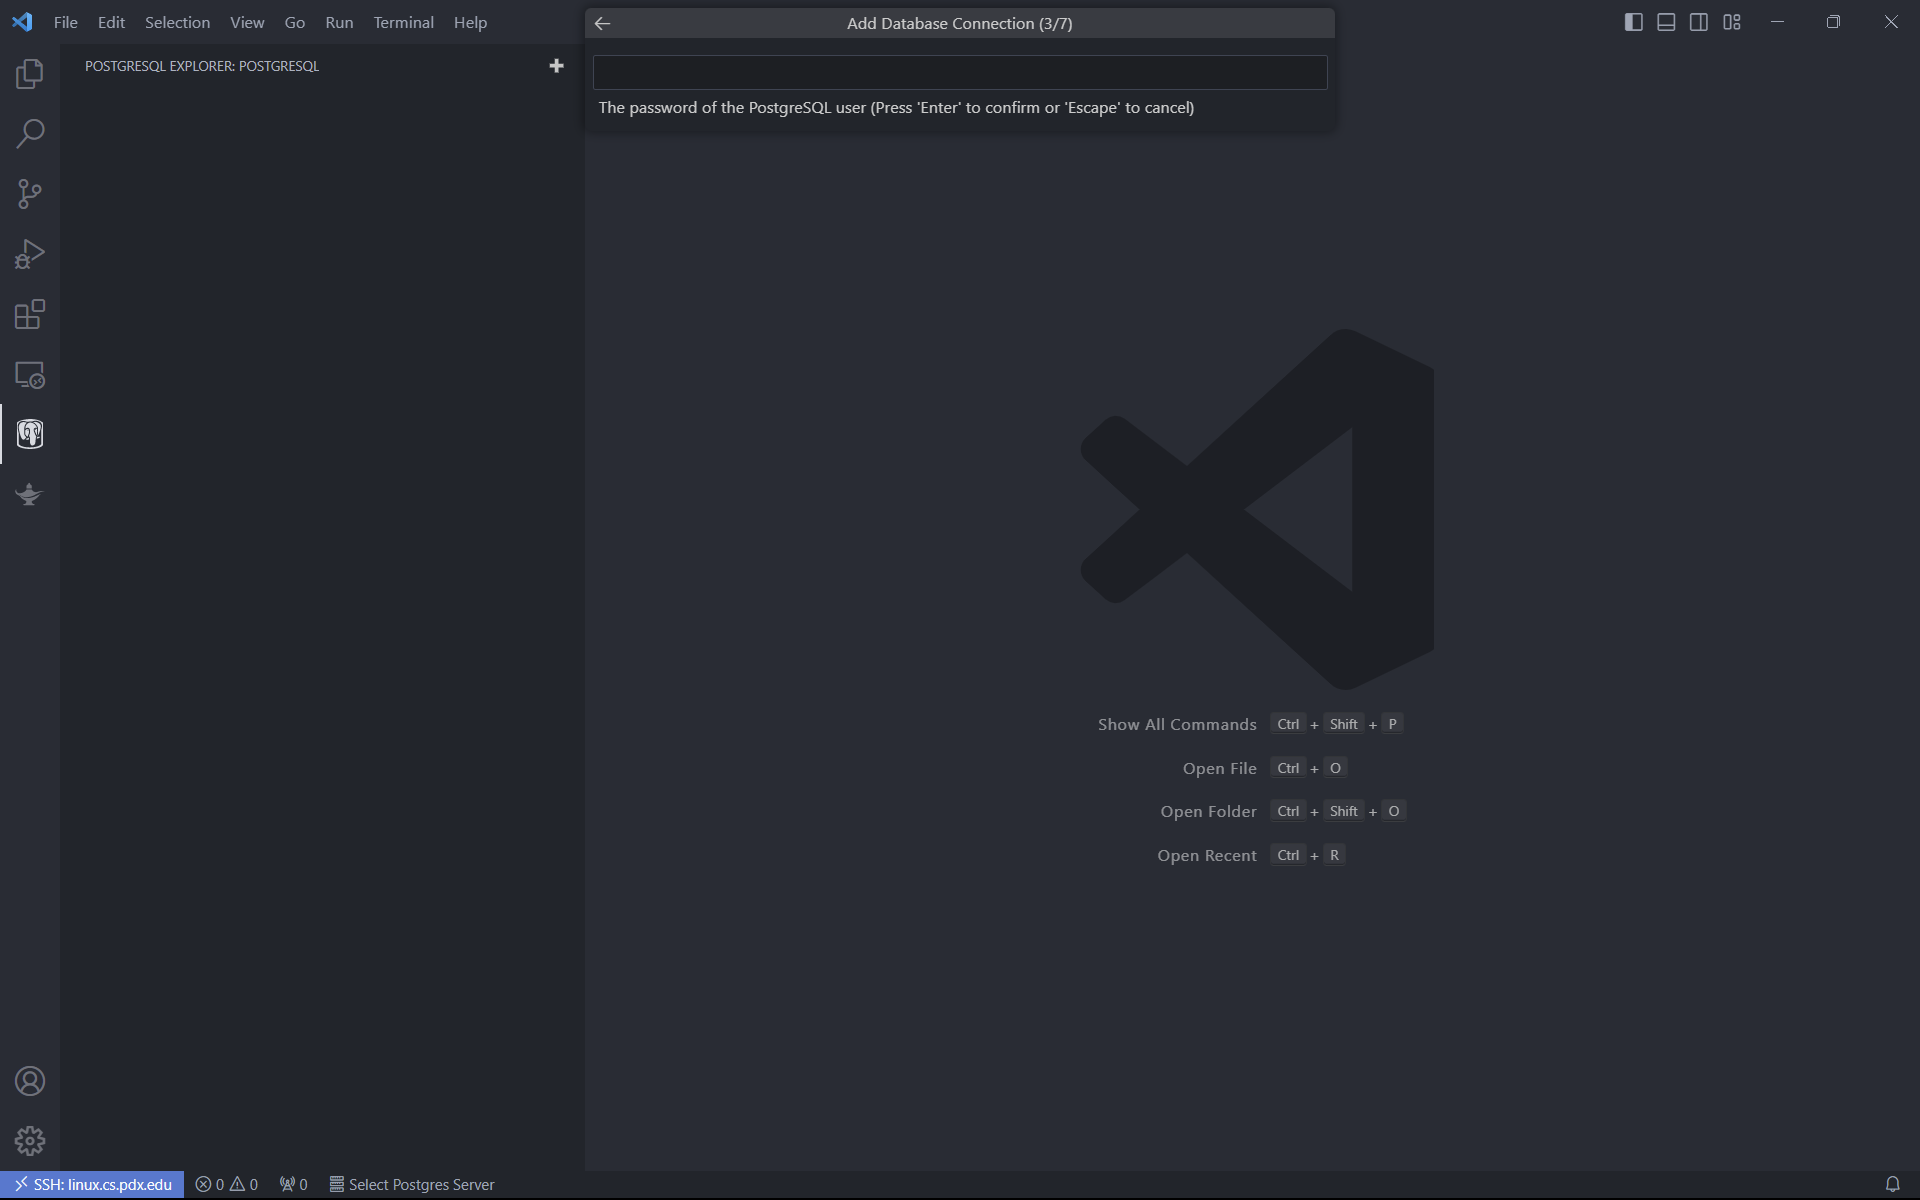 File Edit Selection View Go Run Terminal Help
Add Database Connection (3/7)
POSTGRESQL EXPLORER: POSTGRESQL
The password of the PostgreSQL user (Press 'Enter' to confirm or 'Escape' to cancel)
Show All Commands Ctrl + Shift + P
Open File Ctrl + O
Open Folder Ctrl + Shift + O
Open Recent Ctrl + R
SSH: linux.cs.pdx.edu 0 0 0 Select Postgres Server